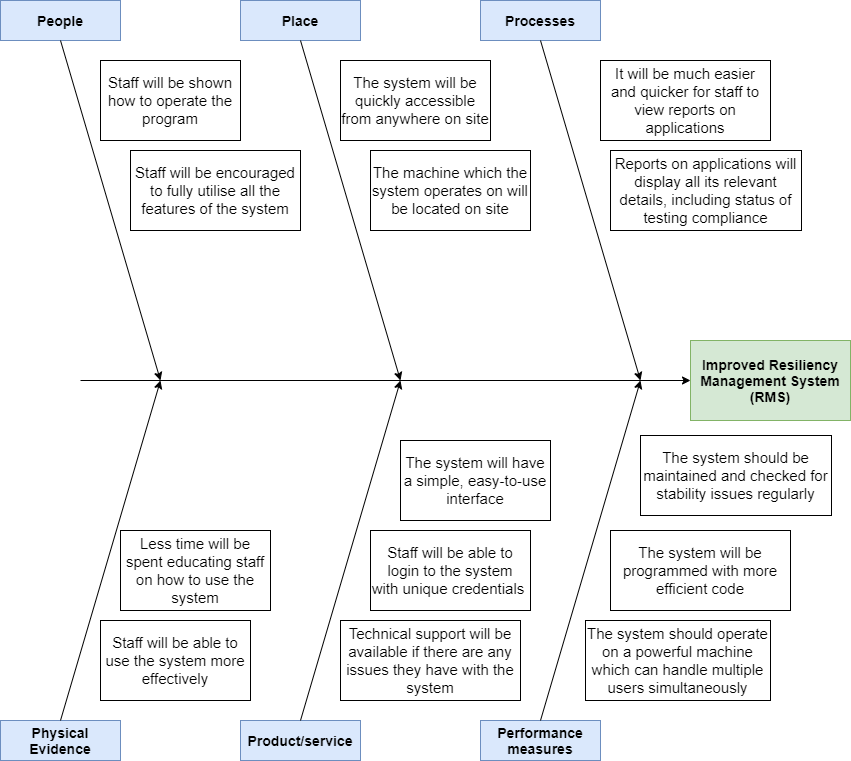 People
Place
Processes
Staff will be shown
how to operate the
program
The system will be
quickly accessible
from anywhere on site
It will be much easier
and quicker for staff to
view reports on
applications
Staff will be encouraged
to fully utilise all the
features of the system
The machine which the
system operates on will
be located on site
Reports on applications will
display all its relevant
details, including status of
testing compliance
Improved Resiliency
Management System
(RMS)
The system will have
a simple, easy-to-use
interface
The system should be
maintained and checked for
stability issues regularly
Less time will be
spent educating staff
on how to use the
system
Staff will be able to
login to the system
with unique credentials
The system will be
programmed with more
efficient code
Staff will be able to
use the system more
effectively
Technical support will be
available if there are any
issues they have with the
system
The system should operate
on a powerful machine
which can handle multiple
users simultaneously
Physical
Evidence
Product/service
Performance
measures